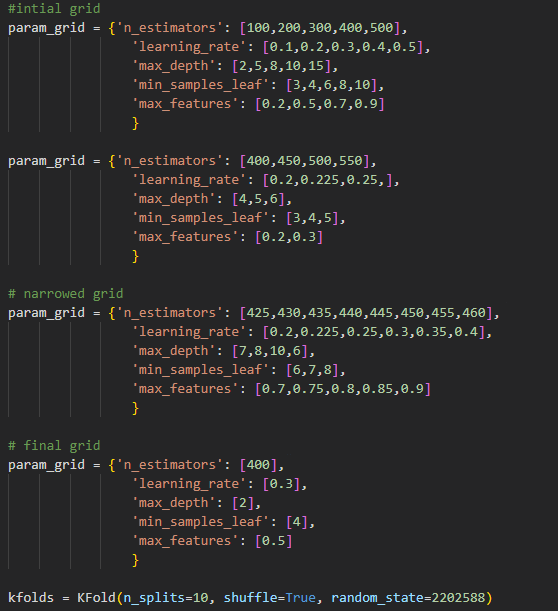 #intial grid
param_grid = {'n_estimators': [100,200,300,400,500],
'learning_rate': [0.1,0.2,0.3,0.4,0.5],
'max_depth': [2,5,8,10,15],
'min_samples_leaf': [3,4,6,8,10],
'max_features': [0.2,0.5,0.7,0.9]
}
param_grid = {'n_estimators': [400,450,500,550],
'learning_rate': [0.2,0.225,0.25,],
'max_depth': [4,5,6],
'min_samples_leaf': [3,4,5],
'max_features': [0.2,0.3]
}
# narrowed grid
param_grid = {'n_estimators': [425,430,435,440,445,450,455,460],
'learning_rate': [0.2,0.225,0.25,0.3,0.35,0.4],
'max_depth': [7,8,10,6],
'min_samples_leaf': [6,7,8],
'max_features': [0.7,0.75,0.8,0.85,0.9]
}
# final grid
param_grid = {'n_estimators': [400],
'learning_rate': [0.3],
'max_depth': [2],
'min_samples_leaf': [4],
'max_features': [0.5]
}
kfolds = KFold(n_splits=10, shuffle=True, random_state=2202588)